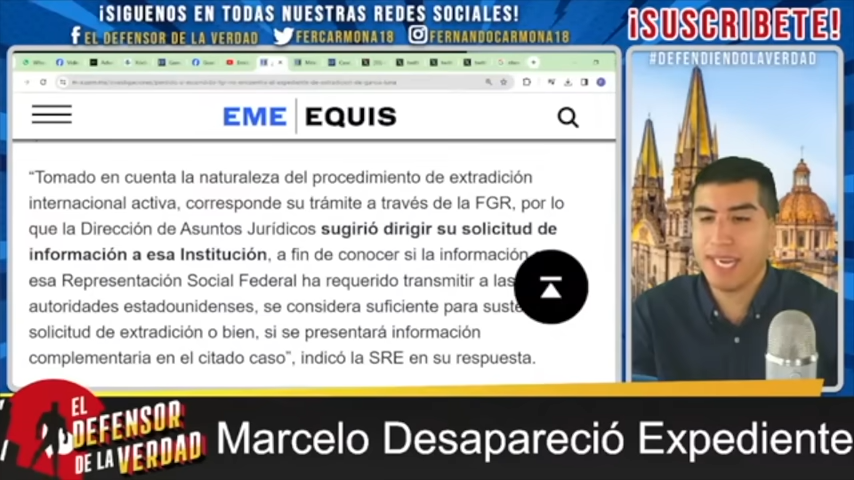 ¡SIGUENOS EN TODAS NUESTRAS REDES SOCIALES!
EL DEFENSOR DE LA VERDAD FERCARMONA18 FERNANDOCARMONA18
¡SUSCRIBETE!
#DEFENDIENDOLAVERDAD
EME EQUIS
“Tomado en cuenta la naturaleza del procedimiento de extradición
internacional activa, corresponde su trámite a través de la FGR, por lo
que la Dirección de Asuntos Jurídicos sugirió dirigir su solicitud de
información a esa Institución, a fin de conocer si la información
esa Representación Social Federal ha requerido transmitir a las
autoridades estadounidenses, se considera suficiente para suste
solicitud de extradición o bien, si se presentará información
complementaria en el citado caso”, indicó la SRE en su respuesta.
EL
DEFENSOR
DE LA VERDAD
Marcelo Desapareció Expediente